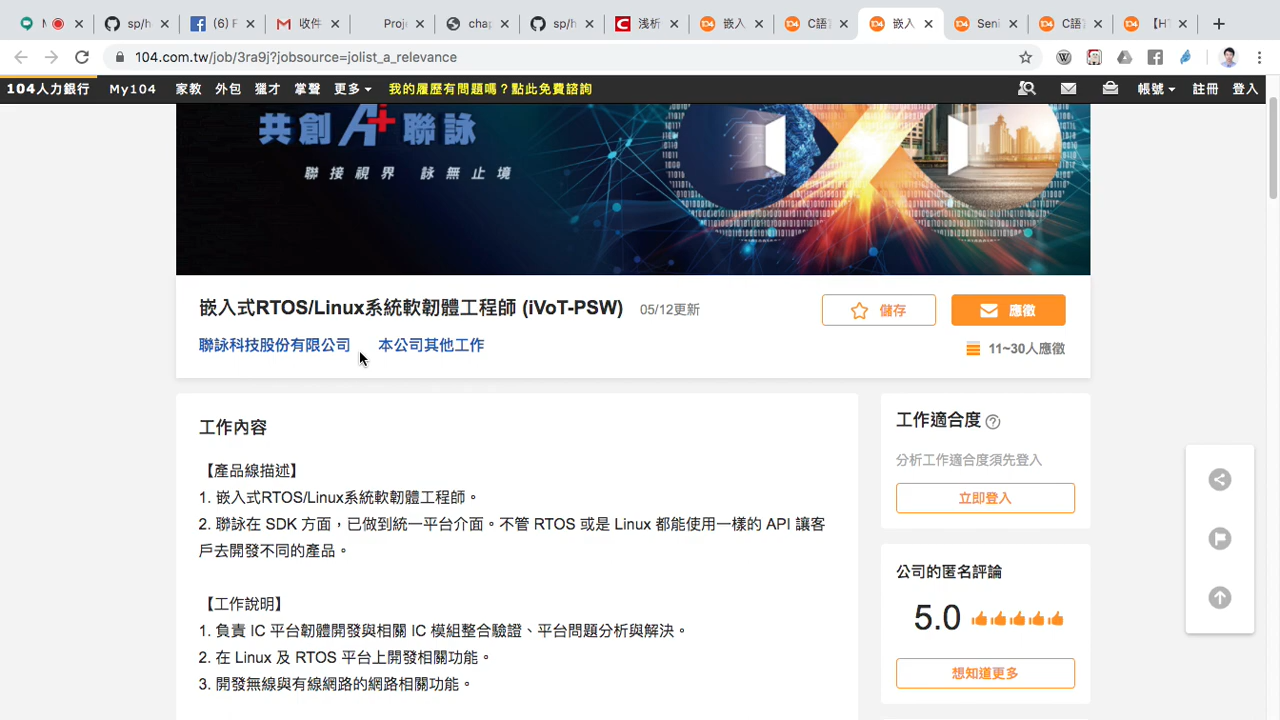 sp/h
(6) F
收件
Proje
chap
sp/h
浅析
嵌入
C語言
嵌入
Seni
C語言
【HT
104.com.tw/job/3ra9j?jobsource=jolist_a_relevance
104人力銀行 My104 家教 外包 獵才 掌聲 更多 我的履歷有問題嗎？點此免費諮詢 帳號 註冊 登入
共創 A+ 聯詠
聯接視界 詠無止境
嵌入式RTOS/Linux系統軟韌體工程師 (iVoT-PSW) 05/12更新
儲存
應徵
聯詠科技股份有限公司 本公司其他工作
11~30人應徵
工作內容
【產品線描述】
1. 嵌入式RTOS/Linux系統軟韌體工程師。
2. 聯詠在 SDK 方面，已做到統一平台介面。不管 RTOS 或是 Linux 都能使用一樣的 API 讓客
戶去開發不同的產品。
【工作說明】
1. 負責 IC 平台韌體開發與相關 IC 模組整合驗證、平台問題分析與解決。
2. 在 Linux 及 RTOS 平台上開發相關功能。
3. 開發無線與有線網路的網路相關功能。
工作適合度
分析工作適合度須先登入
立即登入
公司的匿名評論
5.0
想知道更多